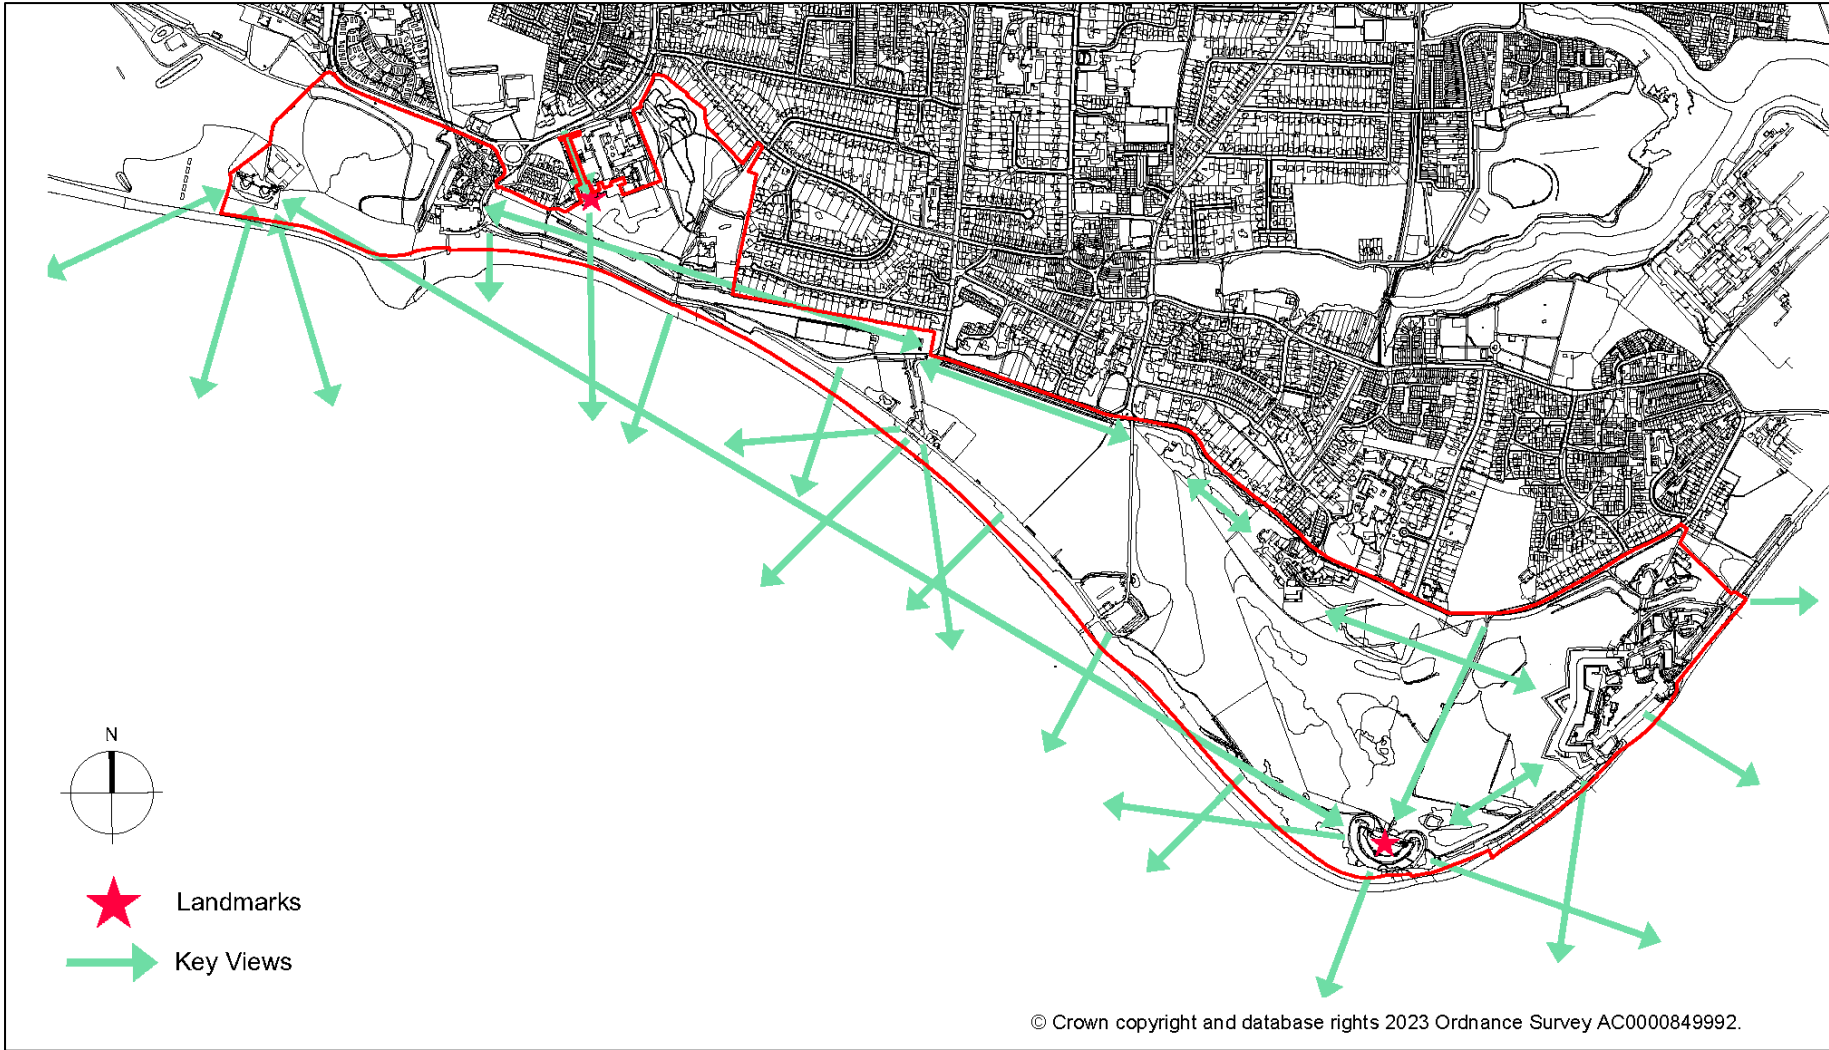 N
Landmarks
Key Views
© Crown copyright and database rights 2023 Ordnance Survey AC0000849992.